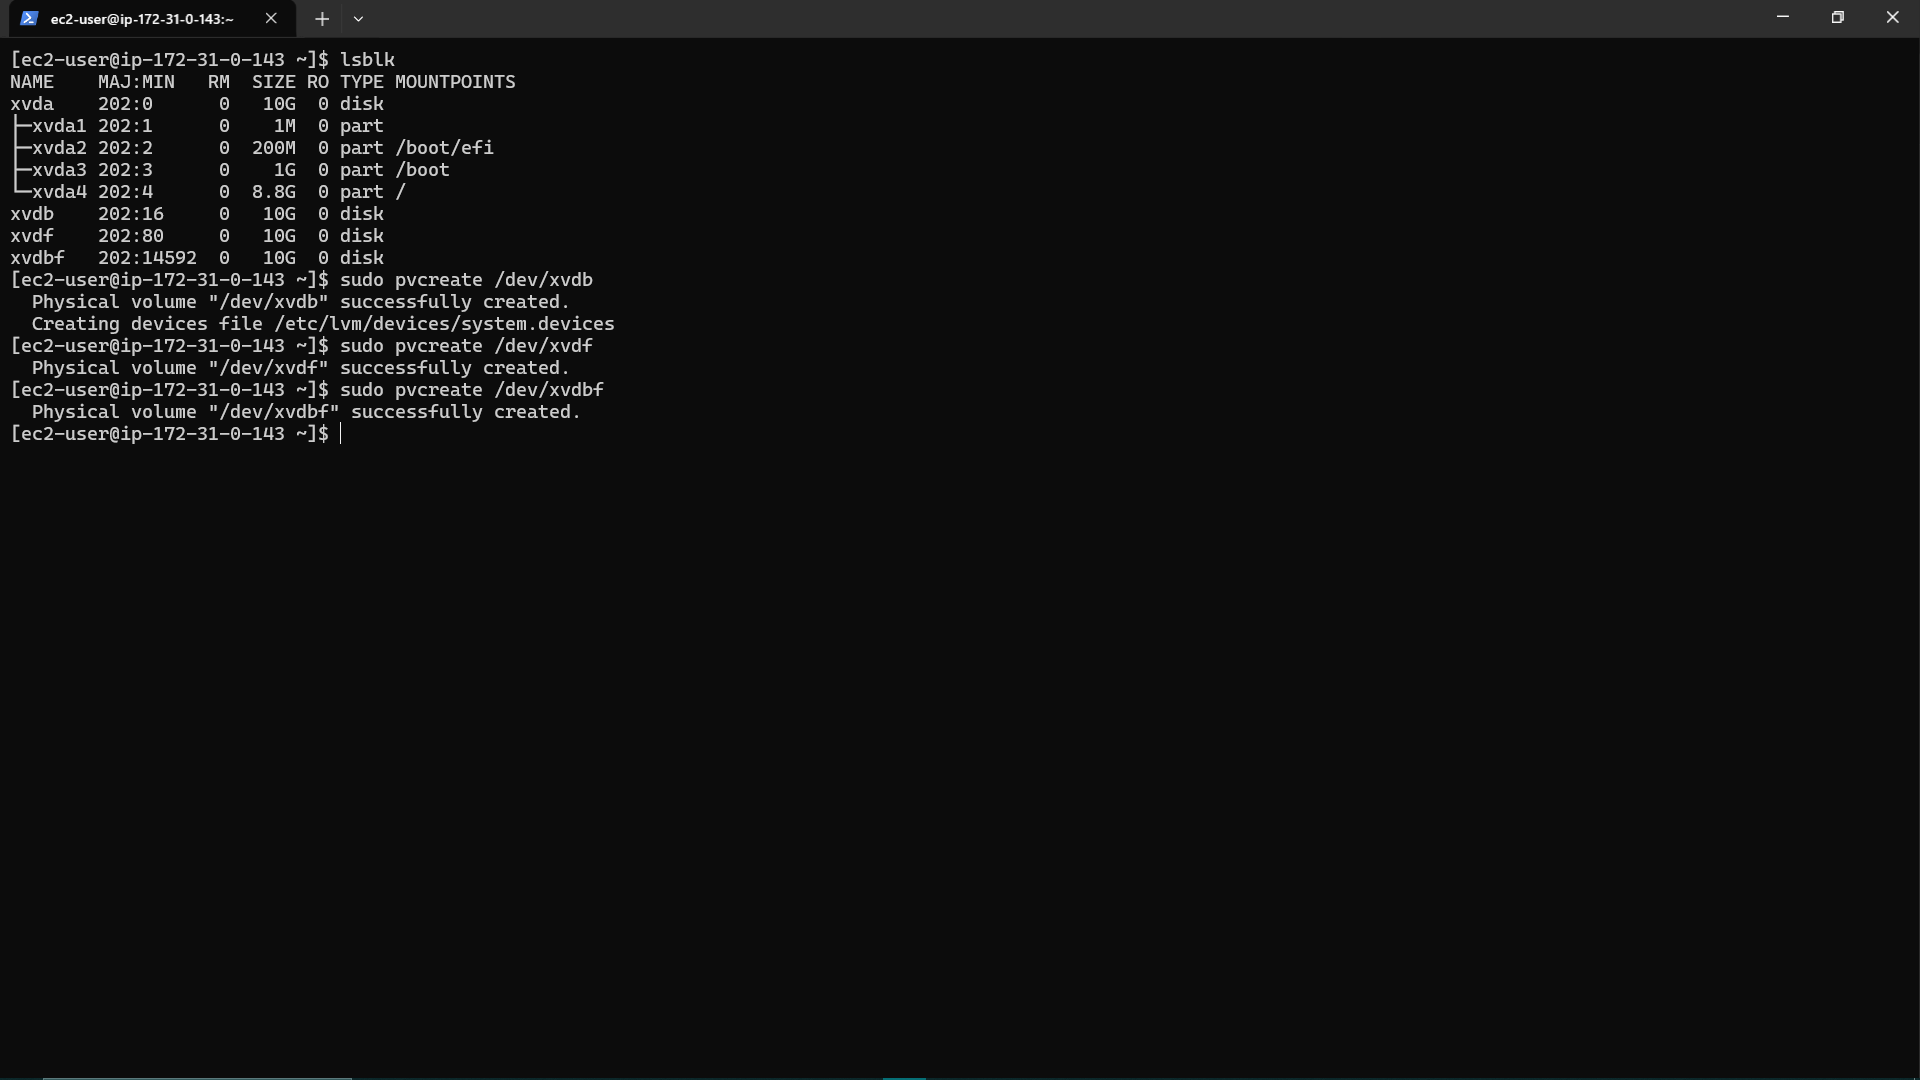 ec2-user@ip-172-31-0-143:~
[ec2-user@ip-172-31-0-143 ~]$ lsblk
NAME    MAJ:MIN   RM  SIZE RO TYPE MOUNTPOINTS
xvda    202:0      0   10G  0 disk
├─xvda1 202:1      0    1M  0 part
├─xvda2 202:2      0  200M  0 part /boot/efi
├─xvda3 202:3      0    1G  0 part /boot
└─xvda4 202:4      0  8.8G  0 part /
xvdb    202:16     0   10G  0 disk
xvdf    202:80     0   10G  0 disk
xvdbf   202:14592  0   10G  0 disk
[ec2-user@ip-172-31-0-143 ~]$ sudo pvcreate /dev/xvdb
  Physical volume "/dev/xvdb" successfully created.
  Creating devices file /etc/lvm/devices/system.devices
[ec2-user@ip-172-31-0-143 ~]$ sudo pvcreate /dev/xvdf
  Physical volume "/dev/xvdf" successfully created.
[ec2-user@ip-172-31-0-143 ~]$ sudo pvcreate /dev/xvdbf
  Physical volume "/dev/xvdbf" successfully created.
[ec2-user@ip-172-31-0-143 ~]$